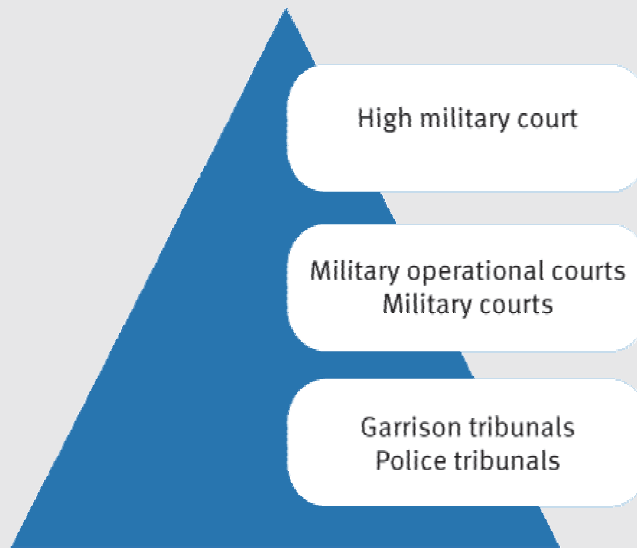 High military court
Military operational courts
Military courts
Garrison tribunals
Police tribunals